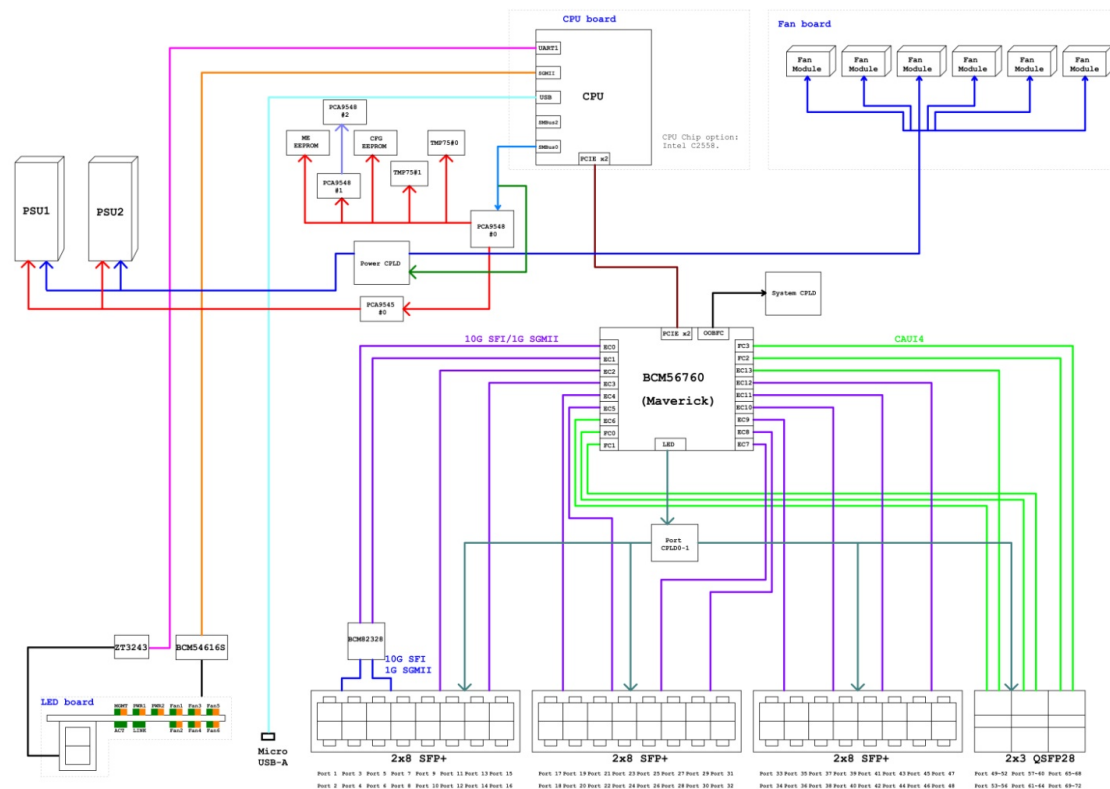 CPU board
Fan board
UART1
SGMII
USB
SMBus2
SMBus0
CPU
PCIE x2
CPU Chip option:
Intel C2558.
Fan
Module
Fan
Module
Fan
Module
Fan
Module
Fan
Module
Fan
Module
PCA9548
#2
ME
EEPROM
CFG
EEPROM
TMP75#0
TMP75#1
PCA9548
#1
PCA9548
#0
PSU1
PSU2
Power CPLD
PCA9545
#0
System CPLD
10G SFI/1G SGMII
CAUI4
PCIE x2
OOBFC
BCM56760
(Maverick)
EC0
EC1
EC2
EC3
EC4
EC5
EC6
FC0
FC1
FC3
FC2
EC13
EC12
EC11
EC10
EC9
EC8
EC7
LED
Port
CPLD0-1
ZT3243
BCM54616S
BCM82328
10G SFI
1G SGMII
LED board
MGMT PWR1 PWR2 Fan1 Fan3 Fan5
ACT LINK Fan2 Fan4 Fan6
Micro
USB-A
2x8 SFP+
2x8 SFP+
2x8 SFP+
2x3 QSFP28
Port 1 Port 3 Port 5 Port 7 Port 9 Port 11 Port 13 Port 15
Port 2 Port 4 Port 6 Port 8 Port 10 Port 12 Port 14 Port 16
Port 17 Port 19 Port 21 Port 23 Port 25 Port 27 Port 29 Port 31
Port 18 Port 20 Port 22 Port 24 Port 26 Port 28 Port 30 Port 32
Port 33 Port 35 Port 37 Port 39 Port 41 Port 43 Port 45 Port 47
Port 34 Port 36 Port 38 Port 40 Port 42 Port 44 Port 46 Port 48
Port 49-52 Port 57-60 Port 65-68
Port 53-56 Port 61-64 Port 69-72